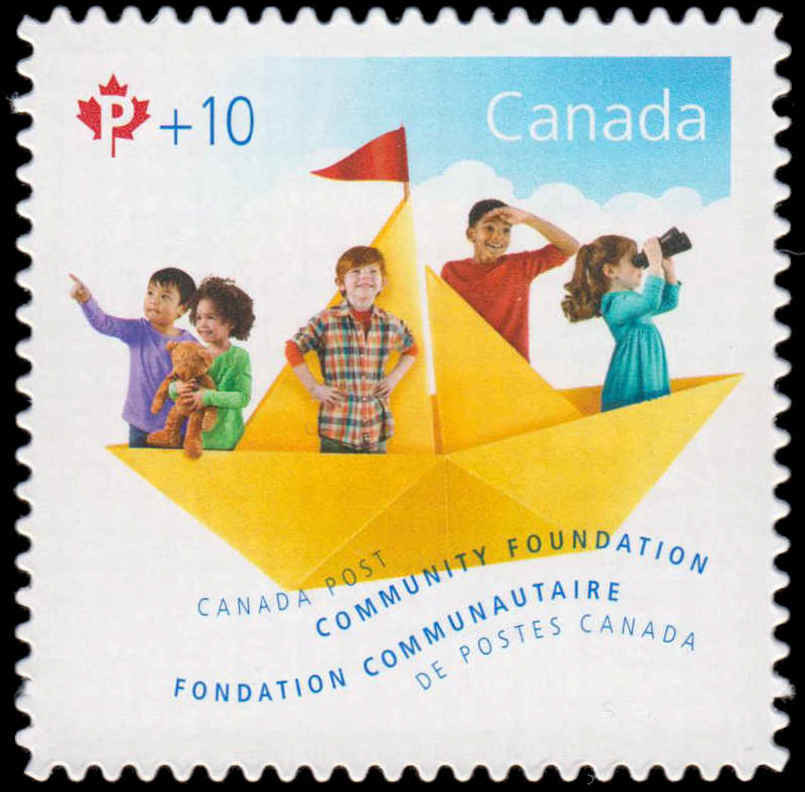 P +10
Canada
CANADA POST
COMMUNITY FOUNDATION
FONDATION COMMUNAUTAIRE
DE POSTES CANADA